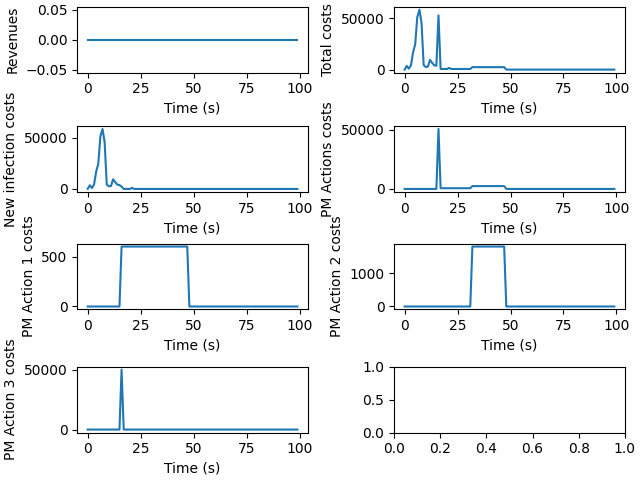 Revenues
0.05
0.00
−0.05
0 25 50 75 100
Time (s)
Total costs
50000
0
0 25 50 75 100
Time (s)
New infection costs
50000
0
0 25 50 75 100
Time (s)
PM Actions costs
50000
0
0 25 50 75 100
Time (s)
PM Action 1 costs
500
0
0 25 50 75 100
Time (s)
PM Action 2 costs
1000
0
0 25 50 75 100
Time (s)
PM Action 3 costs
50000
0
0 25 50 75 100
Time (s)
1.0
0.5
0.0
0.0 0.2 0.4 0.6 0.8 1.0